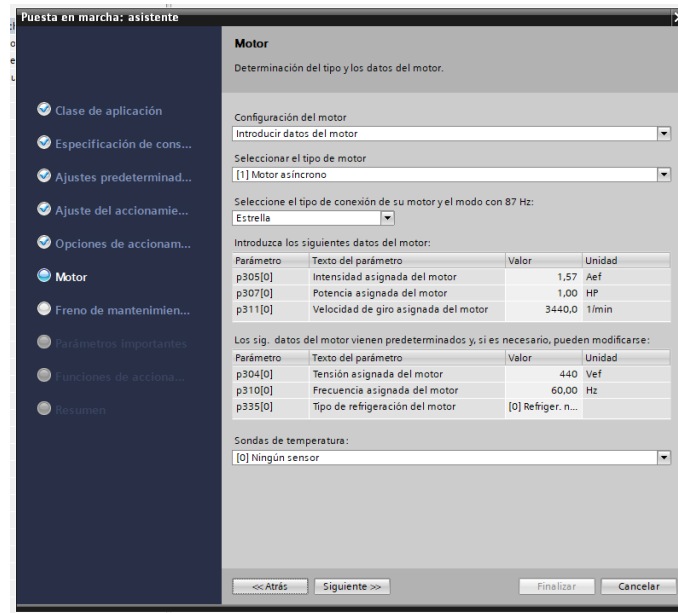 Puesta en marcha: asistente
Clase de aplicación
Especificación de cons...
Ajustes predeterminad...
Ajuste del accionamie...
Opciones de accionam...
Motor
Freno de mantenimien...
Parámetros importantes
Funciones de acciona...
Resumen
Motor
Determinación del tipo y los datos del motor.
Configuración del motor
Introducir datos del motor
Seleccionar el tipo de motor
[1] Motor asíncrono
Seleccione el tipo de conexión de su motor y el modo con 87 Hz:
Estrella
Introduzca los siguientes datos del motor:
Parámetro Texto del parámetro Valor Unidad
p305[0] Intensidad asignada del motor 1,57 Aef
p307[0] Potencia asignada del motor 1,00 HP
p311[0] Velocidad de giro asignada del motor 3440,0 1/min
Los sig. datos del motor vienen predeterminados y, si es necesario, pueden modificarse:
Parámetro Texto del parámetro Valor Unidad
p304[0] Tensión asignada del motor 440 Vef
p310[0] Frecuencia asignada del motor 60,00 Hz
p335[0] Tipo de refrigeración del motor [0] Refriger. n...
Sondas de temperatura:
[0] Ningún sensor
<< Atrás Siguiente >> Finalizar Cancelar